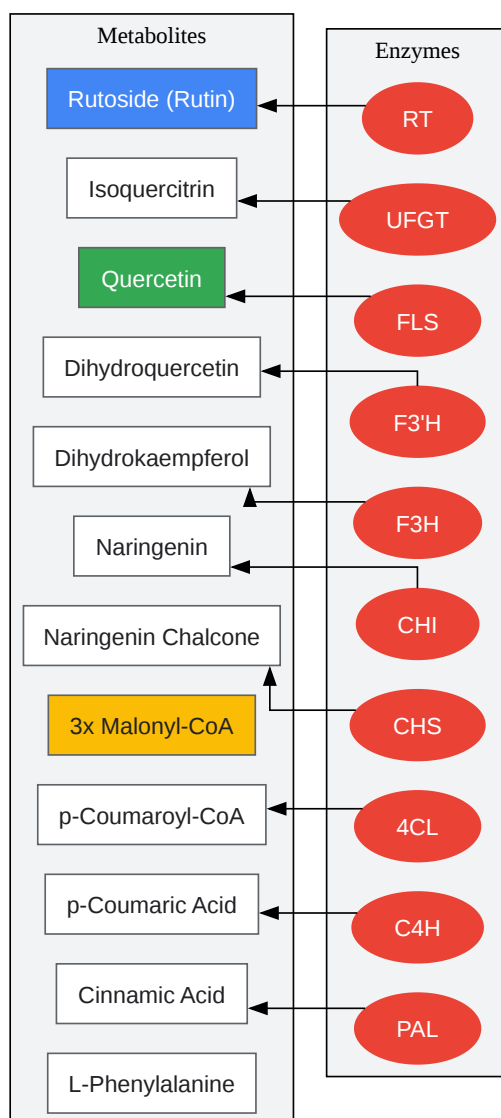 Metabolites
Rutoside (Rutin)
Isoquercitrin
Quercetin
Dihydroquercetin
Dihydrokaempferol
Naringenin
Naringenin Chalcone
3x Malonyl-CoA
p-Coumaroyl-CoA
p-Coumaric Acid
Cinnamic Acid
L-Phenylalanine
Enzymes
RT
UFGT
FLS
F3'H
F3H
CHI
CHS
4CL
C4H
PAL